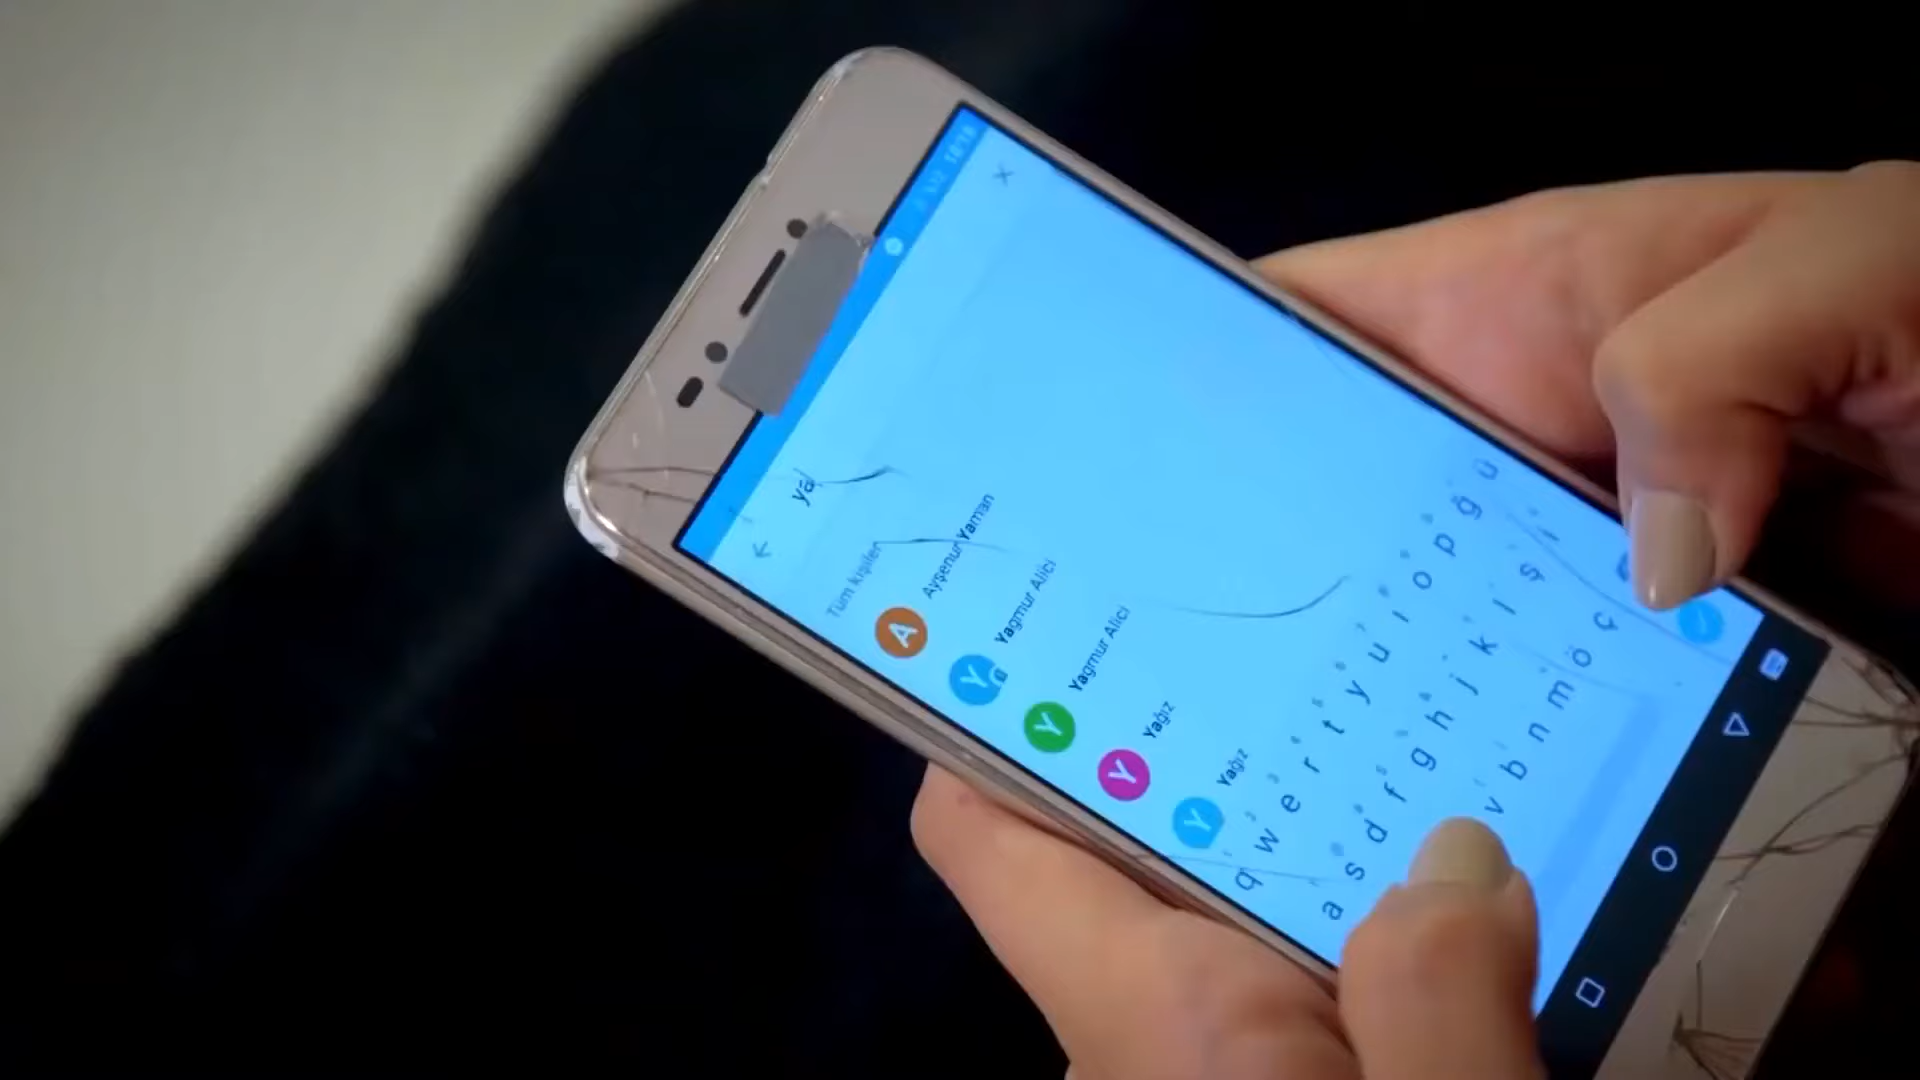 ya
Tüm kişiler
A
Ayşenur Yaman
Y
Yagmur Alici
Y
Yagmur Alici
Y
Yağız
Y
Yağız
q w e r t y u ı o p ğ ü
a s d f g h j k l ş i
v b n m ö ç